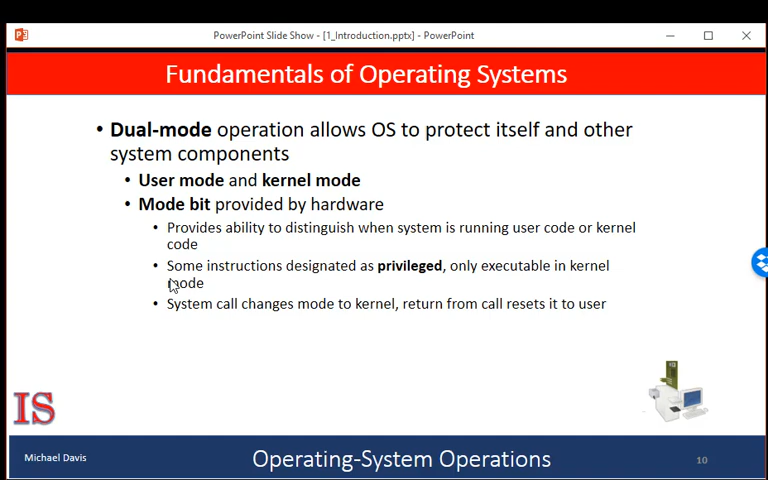 PowerPoint Slide Show - [1_Introduction.pptx] - PowerPoint
Fundamentals of Operating Systems
• Dual-mode operation allows OS to protect itself and other
system components
• User mode and kernel mode
• Mode bit provided by hardware
• Provides ability to distinguish when system is running user code or kernel
code
• Some instructions designated as privileged, only executable in kernel
mode
• System call changes mode to kernel, return from call resets it to user
IS
Michael Davis
Operating-System Operations
10